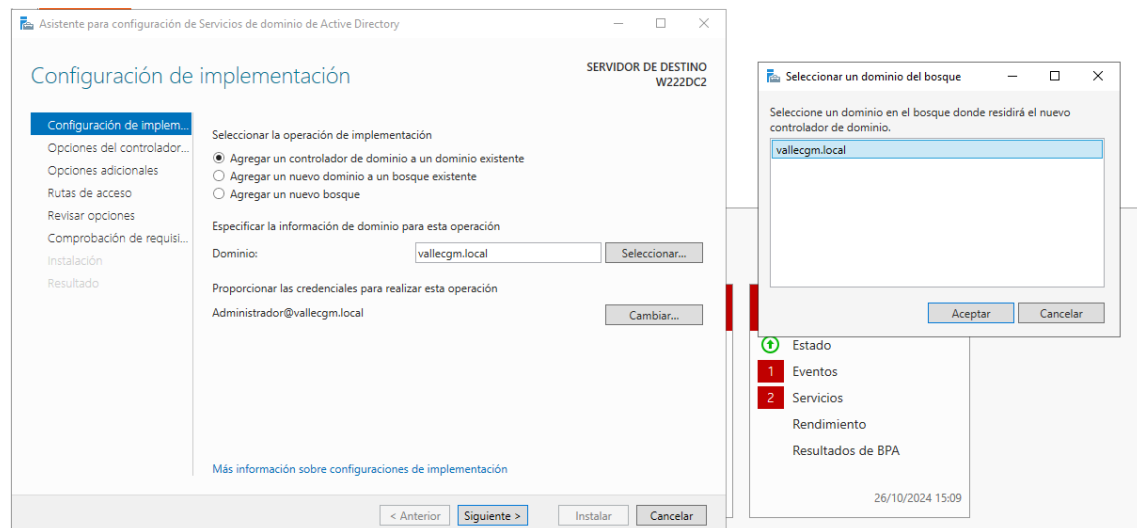 Asistente para configuración de Servicios de dominio de Active Directory
Configuración de implementación
SERVIDOR DE DESTINO
W222DC2
Configuración de implem...
Opciones del controlador...
Opciones adicionales
Rutas de acceso
Revisar opciones
Comprobación de requisi...
Instalación
Resultado
Seleccionar la operación de implementación
Agregar un controlador de dominio a un dominio existente
Agregar un nuevo dominio a un bosque existente
Agregar un nuevo bosque
Especificar la información de dominio para esta operación
Dominio:
vallecgm.local
Seleccionar...
Proporcionar las credenciales para realizar esta operación
Administrador@vallecgm.local
Cambiar...
Más información sobre configuraciones de implementación
< Anterior
Siguiente >
Instalar
Cancelar
Seleccionar un dominio del bosque
Seleccione un dominio en el bosque donde residirá el nuevo
controlador de dominio.
vallecgm.local
Aceptar
Cancelar
Estado
1 Eventos
2 Servicios
Rendimiento
Resultados de BPA
26/10/2024 15:09